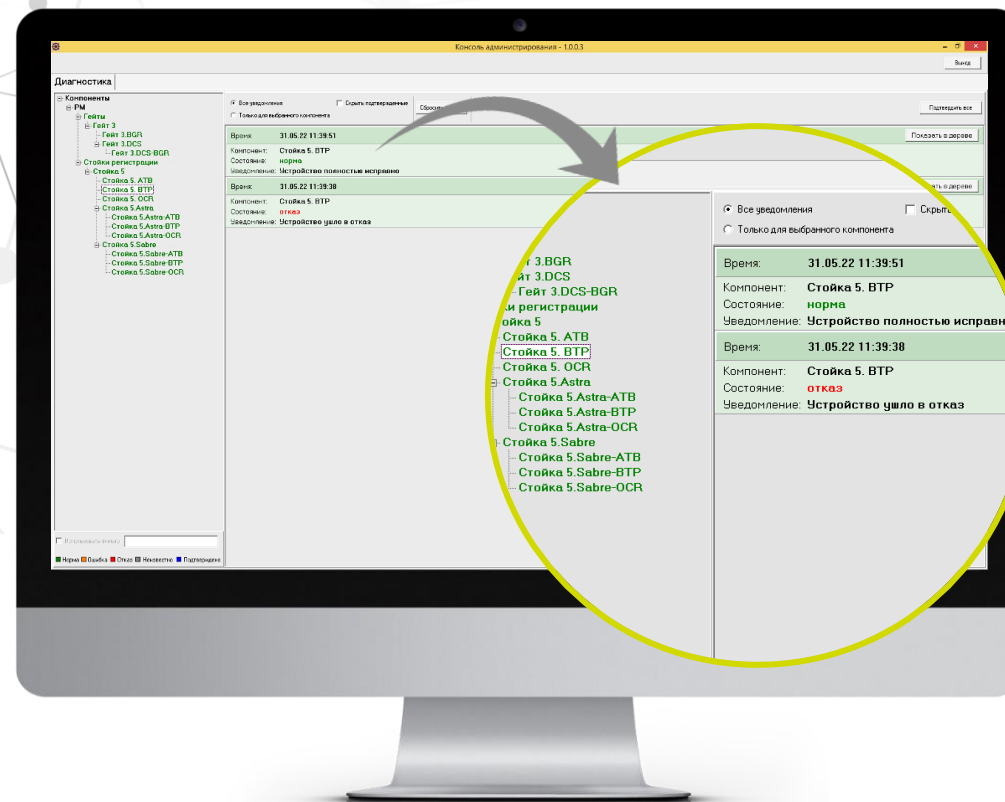 Консоль администрирования - 1.0.0.3
Выход
Диагностика
Компоненты
РМ
Гейты
Гейт 3
Гейт 3.BGR
Гейт 3.DCS
Гейт 3.DCS-BGR
Стойки регистрации
Стойка 5
Стойка 5. ATB
Стойка 5. BTP
Стойка 5. OCR
Стойка 5.Astra
Стойка 5.Astra-ATB
Стойка 5.Astra-BTP
Стойка 5.Astra-OCR
Стойка 5.Sabre
Стойка 5.Sabre-ATB
Стойка 5.Sabre-BTP
Стойка 5.Sabre-OCR
Норма Ошибка Отказ Неизвестно Подтверждено
Все уведомления Скрыть подтвержденные
Только для выбранного компонента
Подтвердить все
Время: 31.05.22 11:39:51 Показать в дереве
Компонент: Стойка 5. BTP
Состояние: норма
Уведомление: Устройство полностью исправно
Время: 31.05.22 11:39:38 ать в дереве
Компонент: Стойка 5. BTP
Состояние: отказ
Уведомление: Устройство ушло в отказ
т 3.BGR
йт 3.DCS
Гейт 3.DCS-BGR
и регистрации
ойка 5
Стойка 5. ATB
Стойка 5. BTP
Стойка 5. OCR
Стойка 5.Astra
Стойка 5.Astra-ATB
Стойка 5.Astra-BTP
Стойка 5.Astra-OCR
Стойка 5.Sabre
Стойка 5.Sabre-ATB
Стойка 5.Sabre-BTP
Стойка 5.Sabre-OCR
Все уведомления Скрыт
Только для выбранного компонента
Время: 31.05.22 11:39:51
Компонент: Стойка 5. BTP
Состояние: норма
Уведомление: Устройство полностью исправн
Время: 31.05.22 11:39:38
Компонент: Стойка 5. BTP
Состояние: отказ
Уведомление: Устройство ушло в отказ